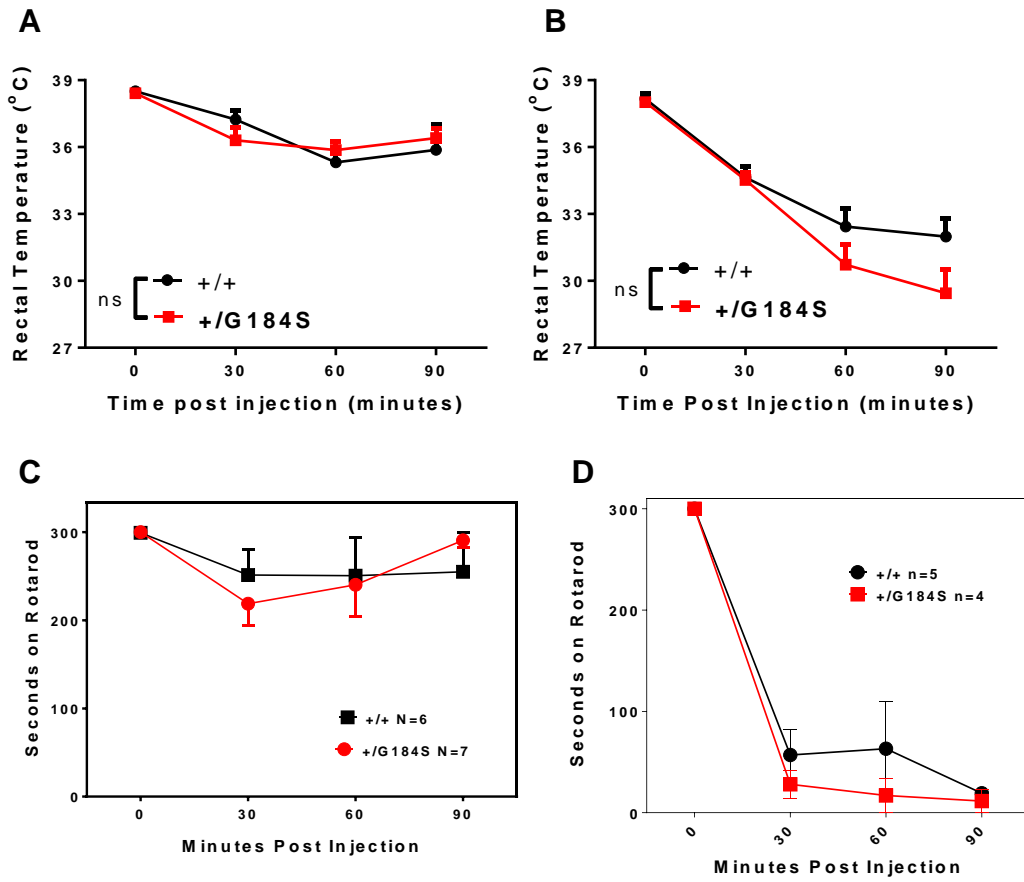 A
Rectal Temperature (°C)
39
36
33
30
27
ns
+/+
+/G184S
0 30 60 90
Time post injection (minutes)
B
Rectal Temperature (°C)
39
36
33
30
27
ns
+/+
+/G184S
0 30 60 90
Time Post Injection (minutes)
C
Seconds on Rotarod
300
200
100
0
+/+ N=6
+/G184S N=7
0 30 60 90
Minutes Post Injection
D
Seconds on Rotarod
300
200
100
0
+/+ n=5
+/G184S n=4
0 30 60 90
Minutes Post Injection